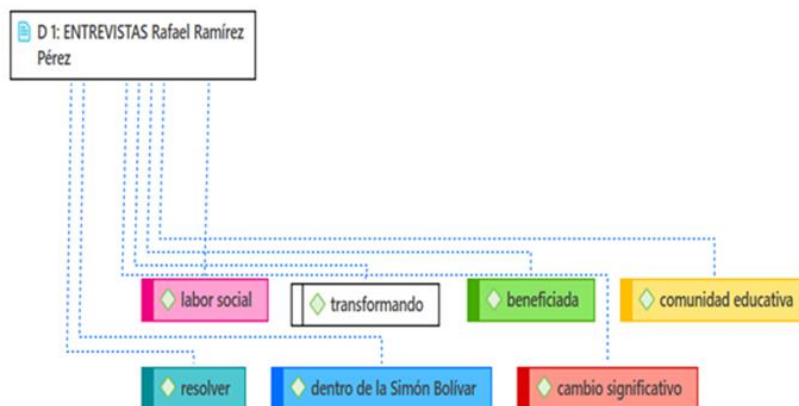 D 1: ENTREVISTAS Rafael Ramírez
Pérez
labor social
transformando
beneficiada
comunidad educativa
resolver
dentro de la Simón Bolívar
cambio significativo